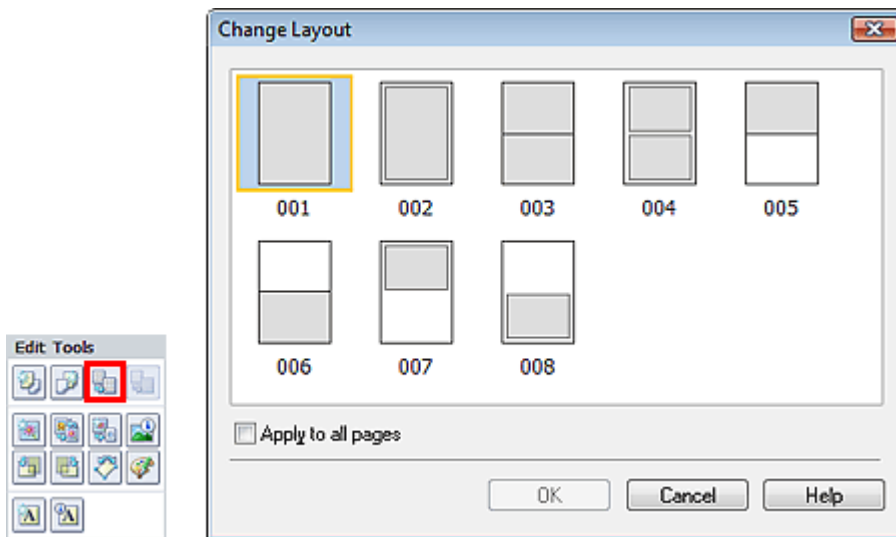 Change Layout
001 002 003 004 005
006 007 008
Edit Tools
Apply to all pages
OK Cancel Help
A A